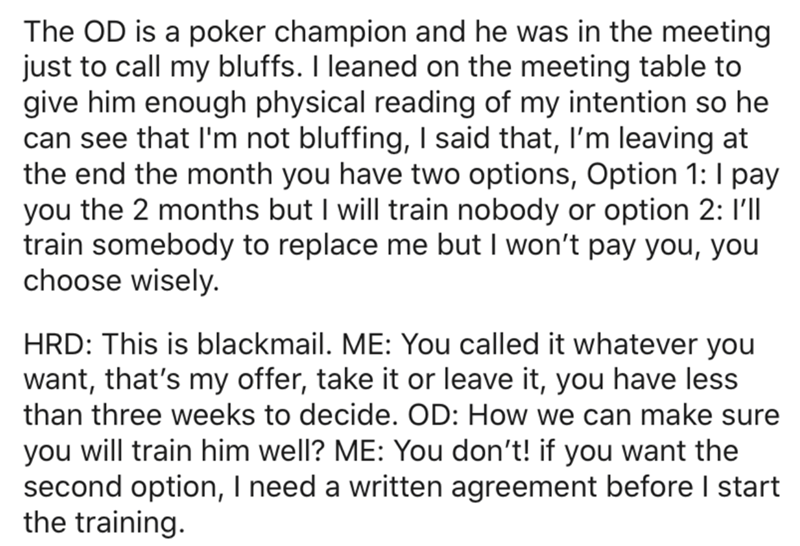 The OD is a poker champion and he was in the meeting
just to call my bluffs. I leaned on the meeting table to
give him enough physical reading of my intention so he
can see that I'm not bluffing, I said that, I’m leaving at
the end the month you have two options, Option 1: I pay
you the 2 months but I will train nobody or option 2: I’ll
train somebody to replace me but I won’t pay you, you
choose wisely.
HRD: This is blackmail. ME: You called it whatever you
want, that’s my offer, take it or leave it, you have less
than three weeks to decide. OD: How we can make sure
you will train him well? ME: You don’t! if you want the
second option, I need a written agreement before I start
the training.